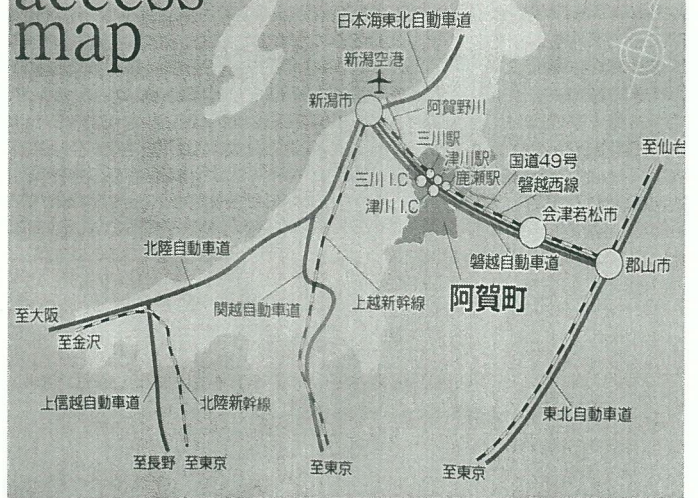 access
map
日本海東北自動車道
新潟空港
新潟市
阿賀野川
三川駅
津川駅
国道49号
至仙台
三川I.C
鹿瀬駅
磐越西線
津川I.C
会津若松市
北陸自動車道
磐越自動車道
郡山市
関越自動車道
上越新幹線
阿賀町
至大阪
至金沢
上信越自動車道
北陸新幹線
東北自動車道
至長野
至東京
至東京
至東京